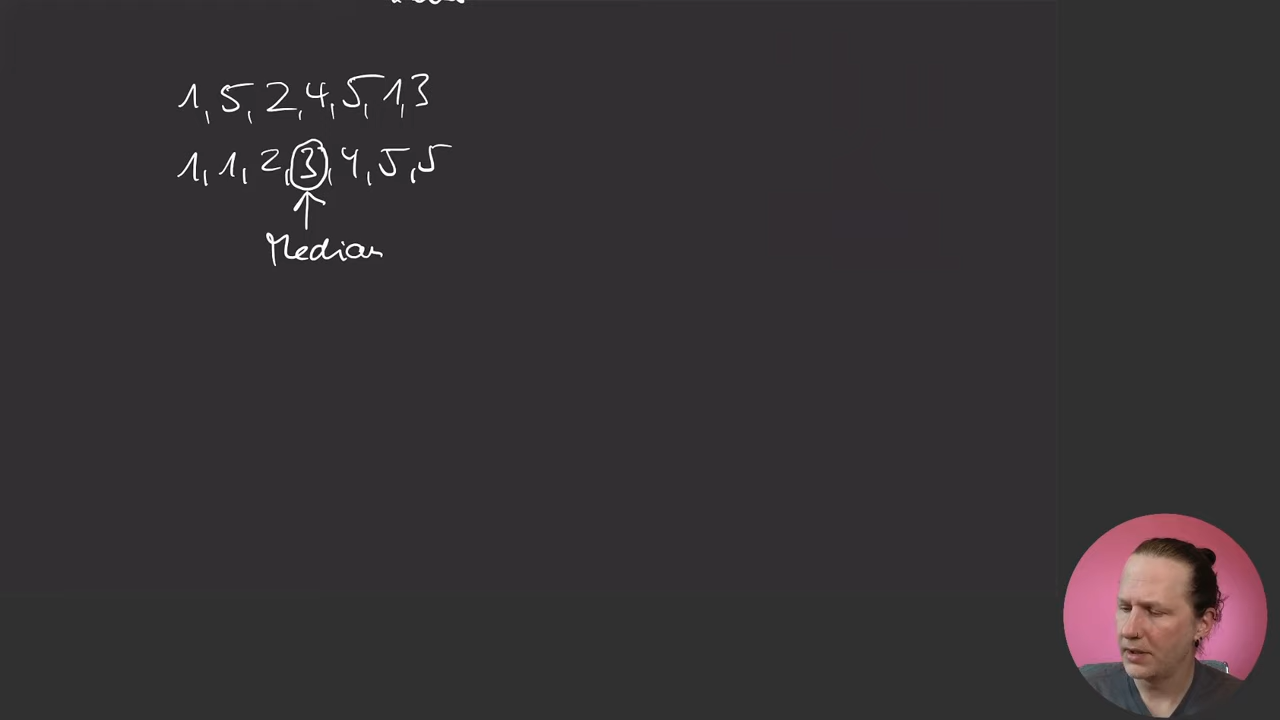 1, 5, 2, 4, 5, 1, 3
1, 1, 2, 3, 4, 5, 5
Median